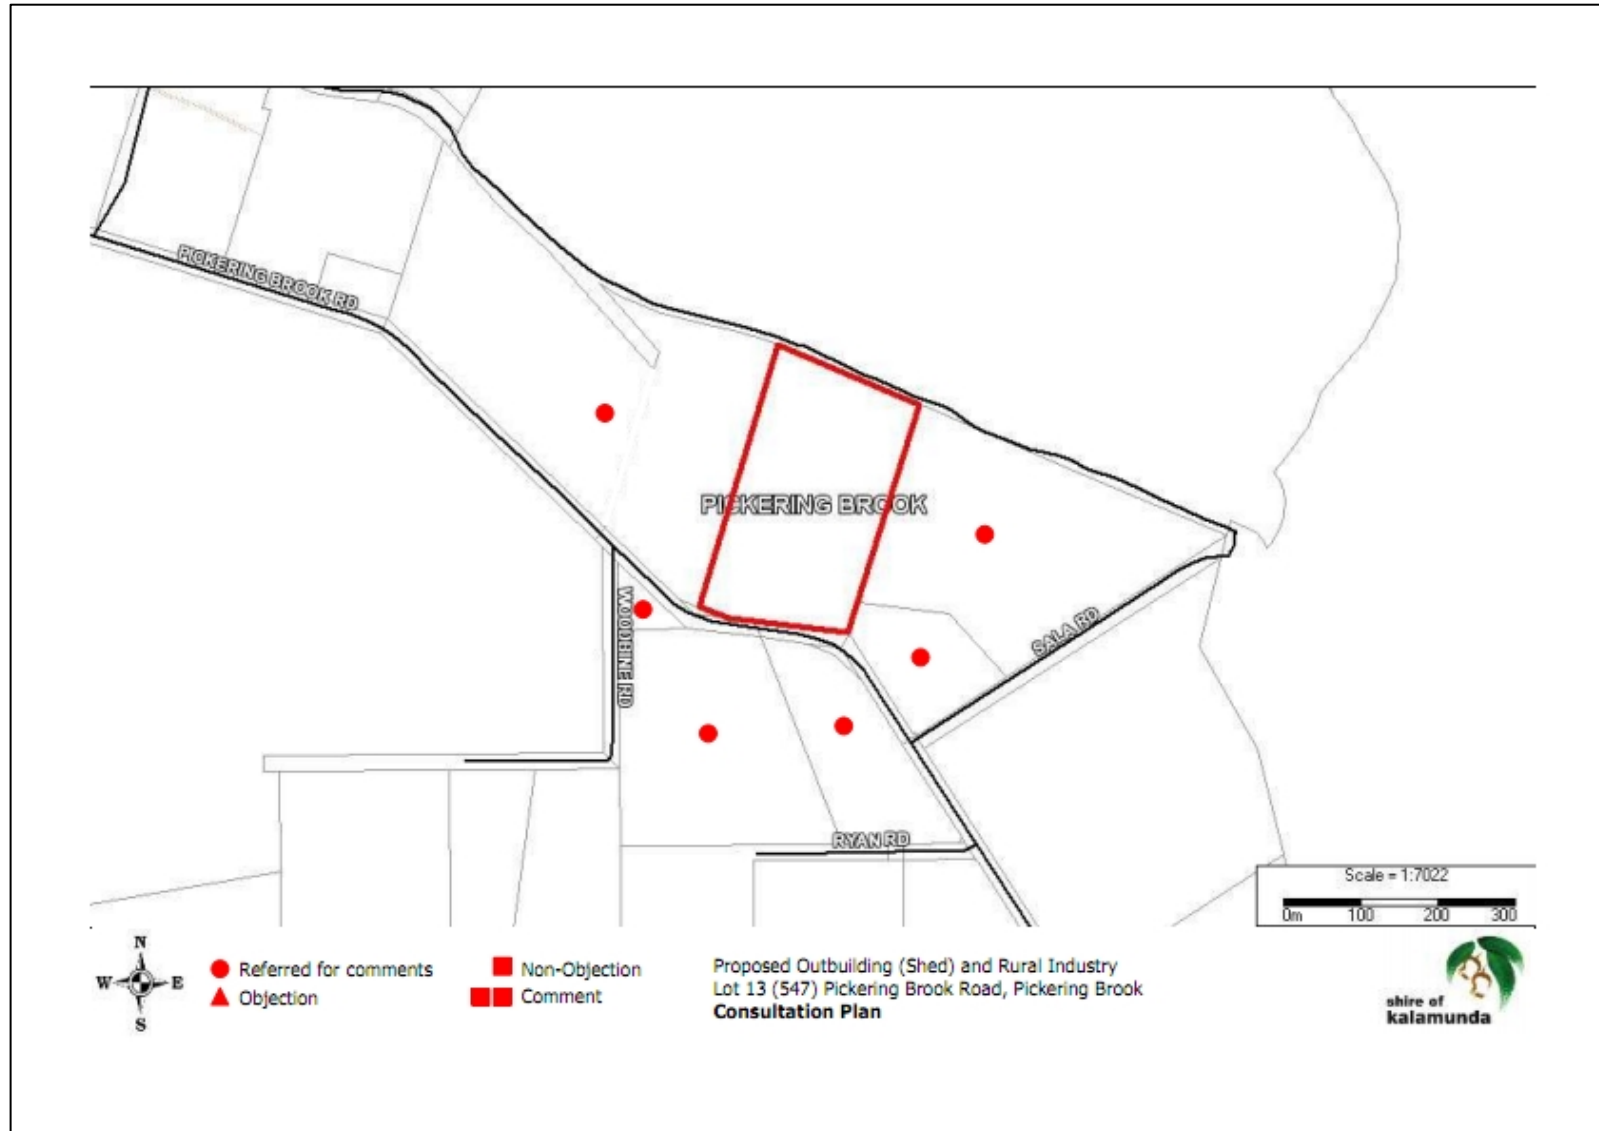 PICKERING BROOK RD
PICKERING BROOK
WOODBINE RD
SALA RD
RYAN RD
Scale = 1:7022
0m 100 200 300
N
W E
S
Referred for comments
Objection
Non-Objection
Comment
Proposed Outbuilding (Shed) and Rural Industry
Lot 13 (547) Pickering Brook Road, Pickering Brook
Consultation Plan
shire of
kalamunda